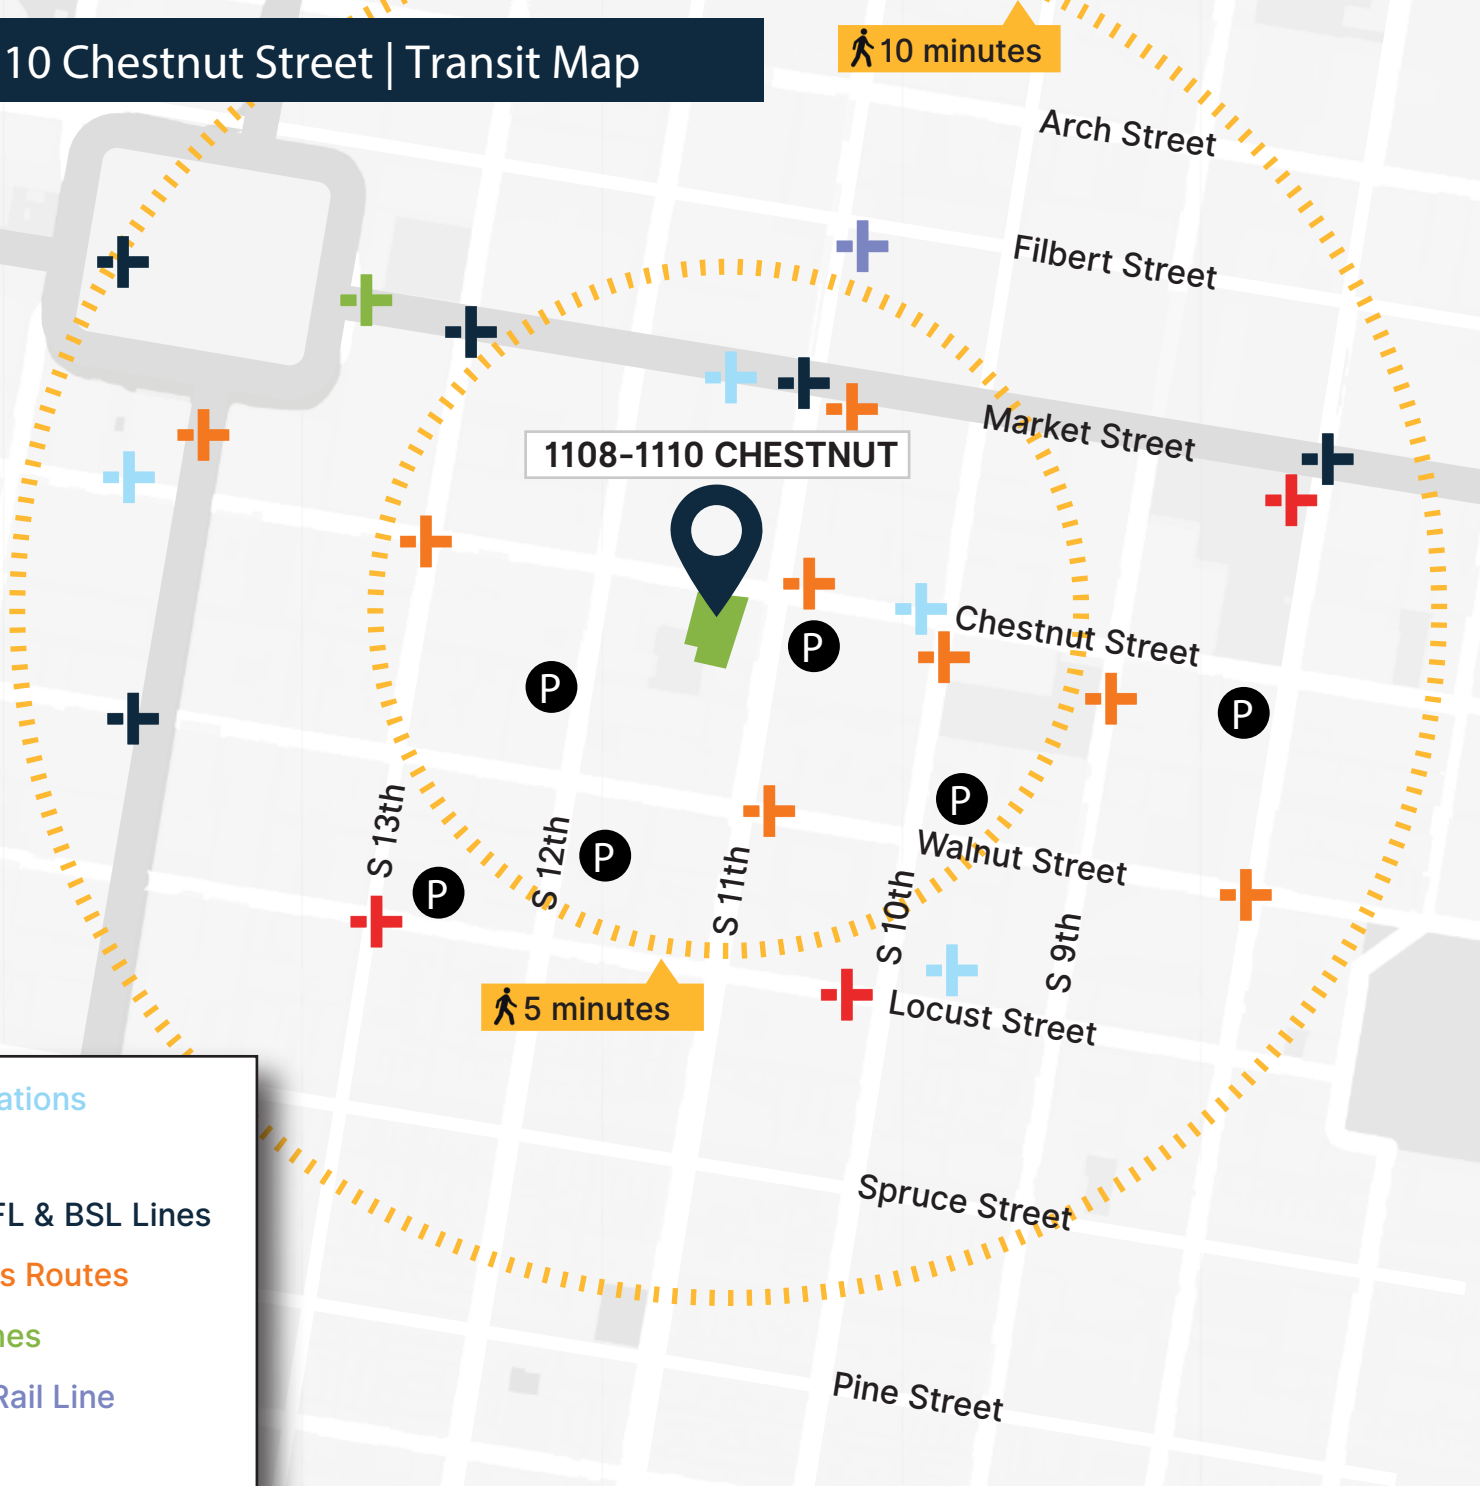 10 Chestnut Street | Transit Map
10 minutes
Arch Street
Filbert Street
Market Street
1108-1110 CHESTNUT
Chestnut Street
P
P
P
P
Walnut Street
P
P
S 13th
S 12th
S 11th
S 10th
S 9th
5 minutes
Locust Street
ations
FL & BSL Lines
s Routes
nes
Rail Line
Spruce Street
Pine Street